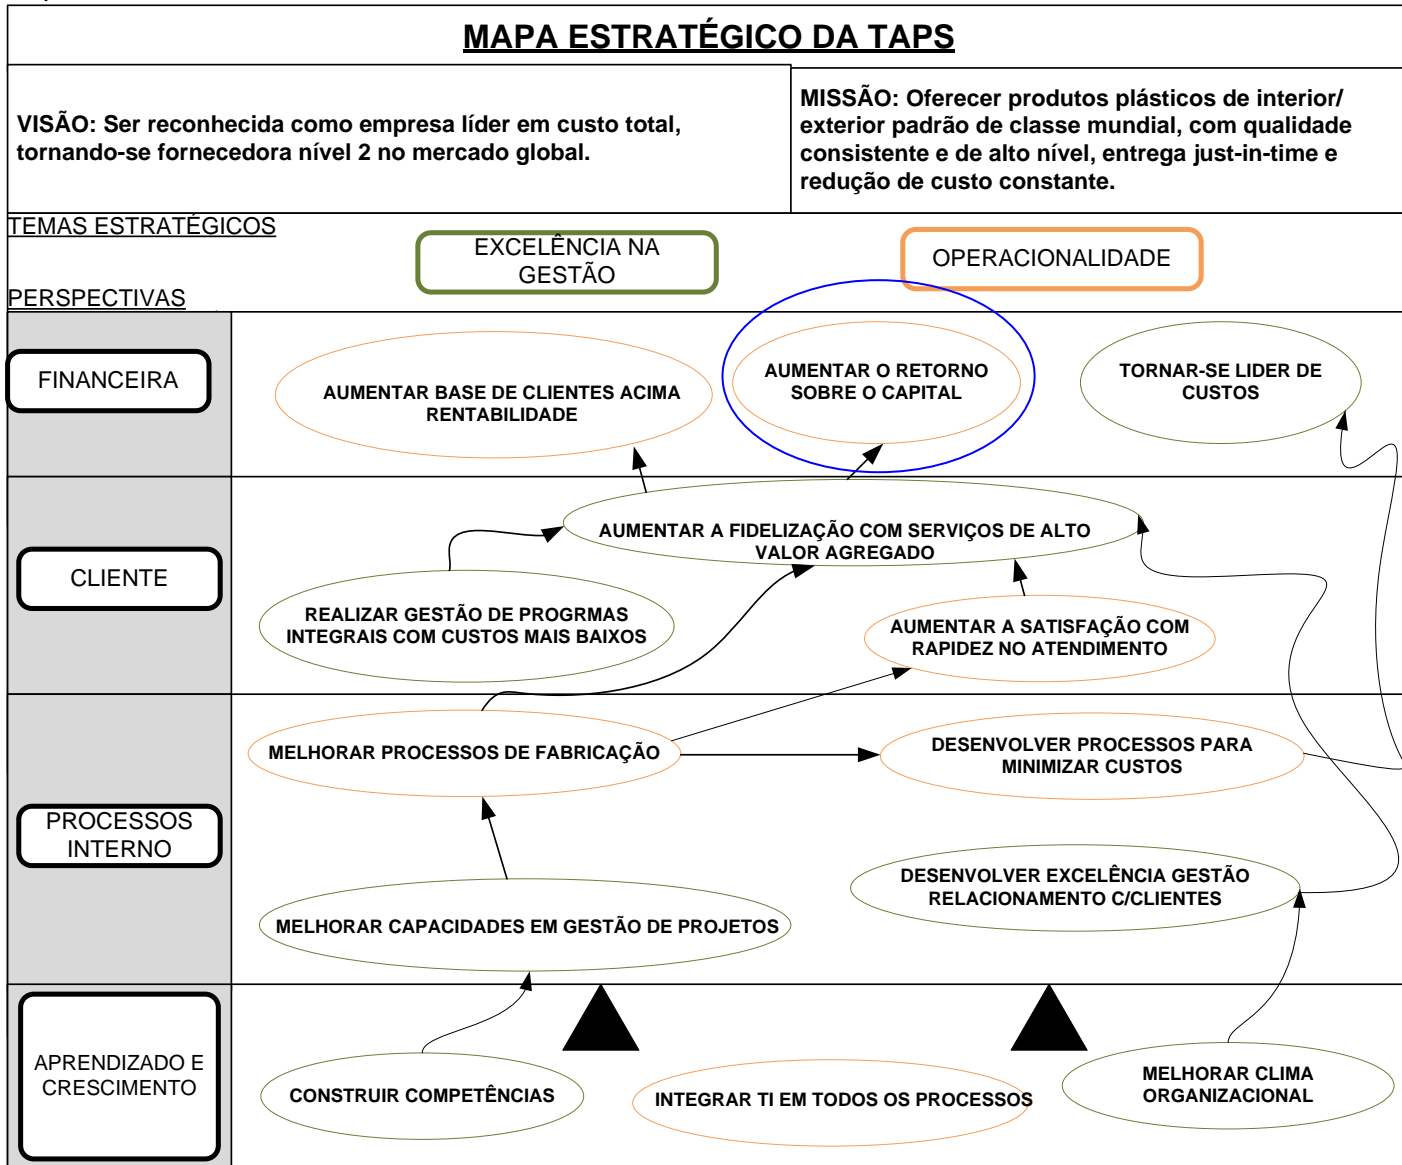 MAPA ESTRATÉGICO DA TAPS
VISÃO: Ser reconhecida como empresa líder em custo total,
tornando-se fornecedora nível 2 no mercado global.
MISSÃO: Oferecer produtos plásticos de interior/
exterior padrão de classe mundial, com qualidade
consistente e de alto nível, entrega just-in-time e
redução de custo constante.
TEMAS ESTRATÉGICOS
EXCELÊNCIA NA
GESTÃO
OPERACIONALIDADE
PERSPECTIVAS
FINANCEIRA
AUMENTAR BASE DE CLIENTES ACIMA
RENTABILIDADE
AUMENTAR O RETORNO
SOBRE O CAPITAL
TORNAR-SE LIDER DE
CUSTOS
CLIENTE
AUMENTAR A FIDELIZAÇÃO COM SERVIÇOS DE ALTO
VALOR AGREGADO
REALIZAR GESTÃO DE PROGRMAS
INTEGRAIS COM CUSTOS MAIS BAIXOS
AUMENTAR A SATISFAÇÃO COM
RAPIDEZ NO ATENDIMENTO
PROCESSOS
INTERNO
MELHORAR PROCESSOS DE FABRICAÇÃO
DESENVOLVER PROCESSOS PARA
MINIMIZAR CUSTOS
DESENVOLVER EXCELÊNCIA GESTÃO
RELACIONAMENTO C/CLIENTES
MELHORAR CAPACIDADES EM GESTÃO DE PROJETOS
APRENDIZADO E
CRESCIMENTO
CONSTRUIR COMPETÊNCIAS
INTEGRAR TI EM TODOS OS PROCESSOS
MELHORAR CLIMA
ORGANIZACIONAL